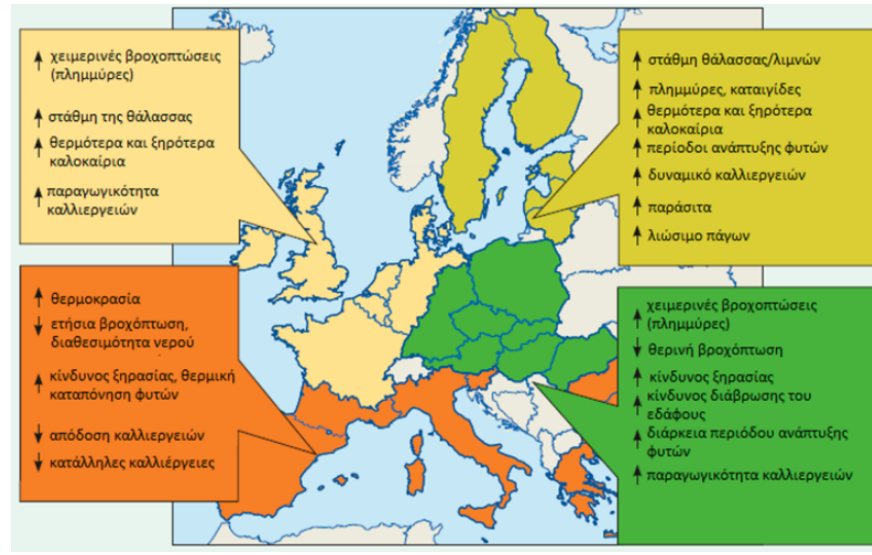 ↑ χειμερινές βροχοπτώσεις
(πλημμύρες)
↑ στάθμη της θάλασσας
↑ θερμότερα και ξηρότερα
καλοκαίρια
↑ παραγωγικότητα
καλλιεργειών
↑ στάθμη θάλασσας/λιμνών
↑ πλημμύρες, καταιγίδες
↑ θερμότερα και ξηρότερα
καλοκαίρια
↑ περίοδοι ανάπτυξης φυτών
↑ δυναμικό καλλιεργειών
↑ παράσιτα
↑ λιώσιμο πάγων
↑ θερμοκρασία
↓ ετήσια βροχόπτωση,
διαθεσιμότητα νερού
↑ κίνδυνος ξηρασίας, θερμική
καταπόνηση φυτών
↓ απόδοση καλλιεργειών
↓ κατάλληλες καλλιέργειες
↑ χειμερινές βροχοπτώσεις
(πλημμύρες)
↓ θερινή βροχόπτωση
↑ κίνδυνος ξηρασίας
↑ κίνδυνος διάβρωσης του
εδάφους
↑ διάρκεια περιόδου ανάπτυξης
φυτών
↑ παραγωγικότητα καλλιεργειών